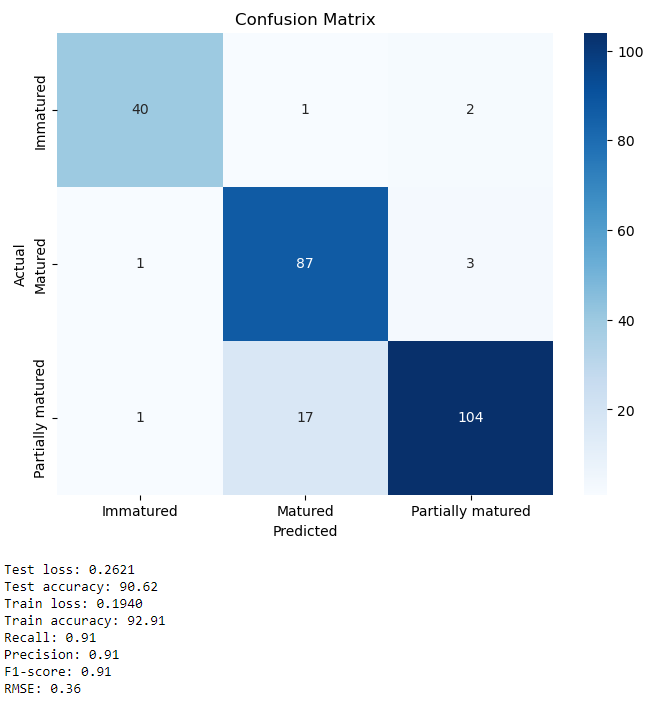 Confusion Matrix
Immatured
40 1 2
100
80
Actual
Matured
1 87 3
60
40
Partially matured
1 17 104
20
Immatured Matured Partially matured
Predicted
Test loss: 0.2621
Test accuracy: 90.62
Train loss: 0.1940
Train accuracy: 92.91
Recall: 0.91
Precision: 0.91
F1-score: 0.91
RMSE: 0.36